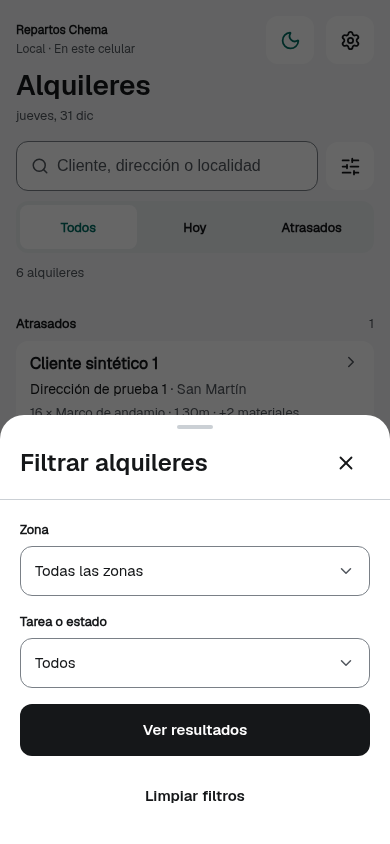 Repartos Chema
Local · En este celular
Alquileres
jueves, 31 dic
Cliente, dirección o localidad
Todos
Hoy
Atrasados
6 alquileres
Atrasados
1
Cliente sintético 1
Dirección de prueba 1 · San Martín
16 × Marco de andamio · 1,30m · +2 materiales
Filtrar alquileres
Zona
Todas las zonas
Tarea o estado
Todos
Ver resultados
Limpiar filtros